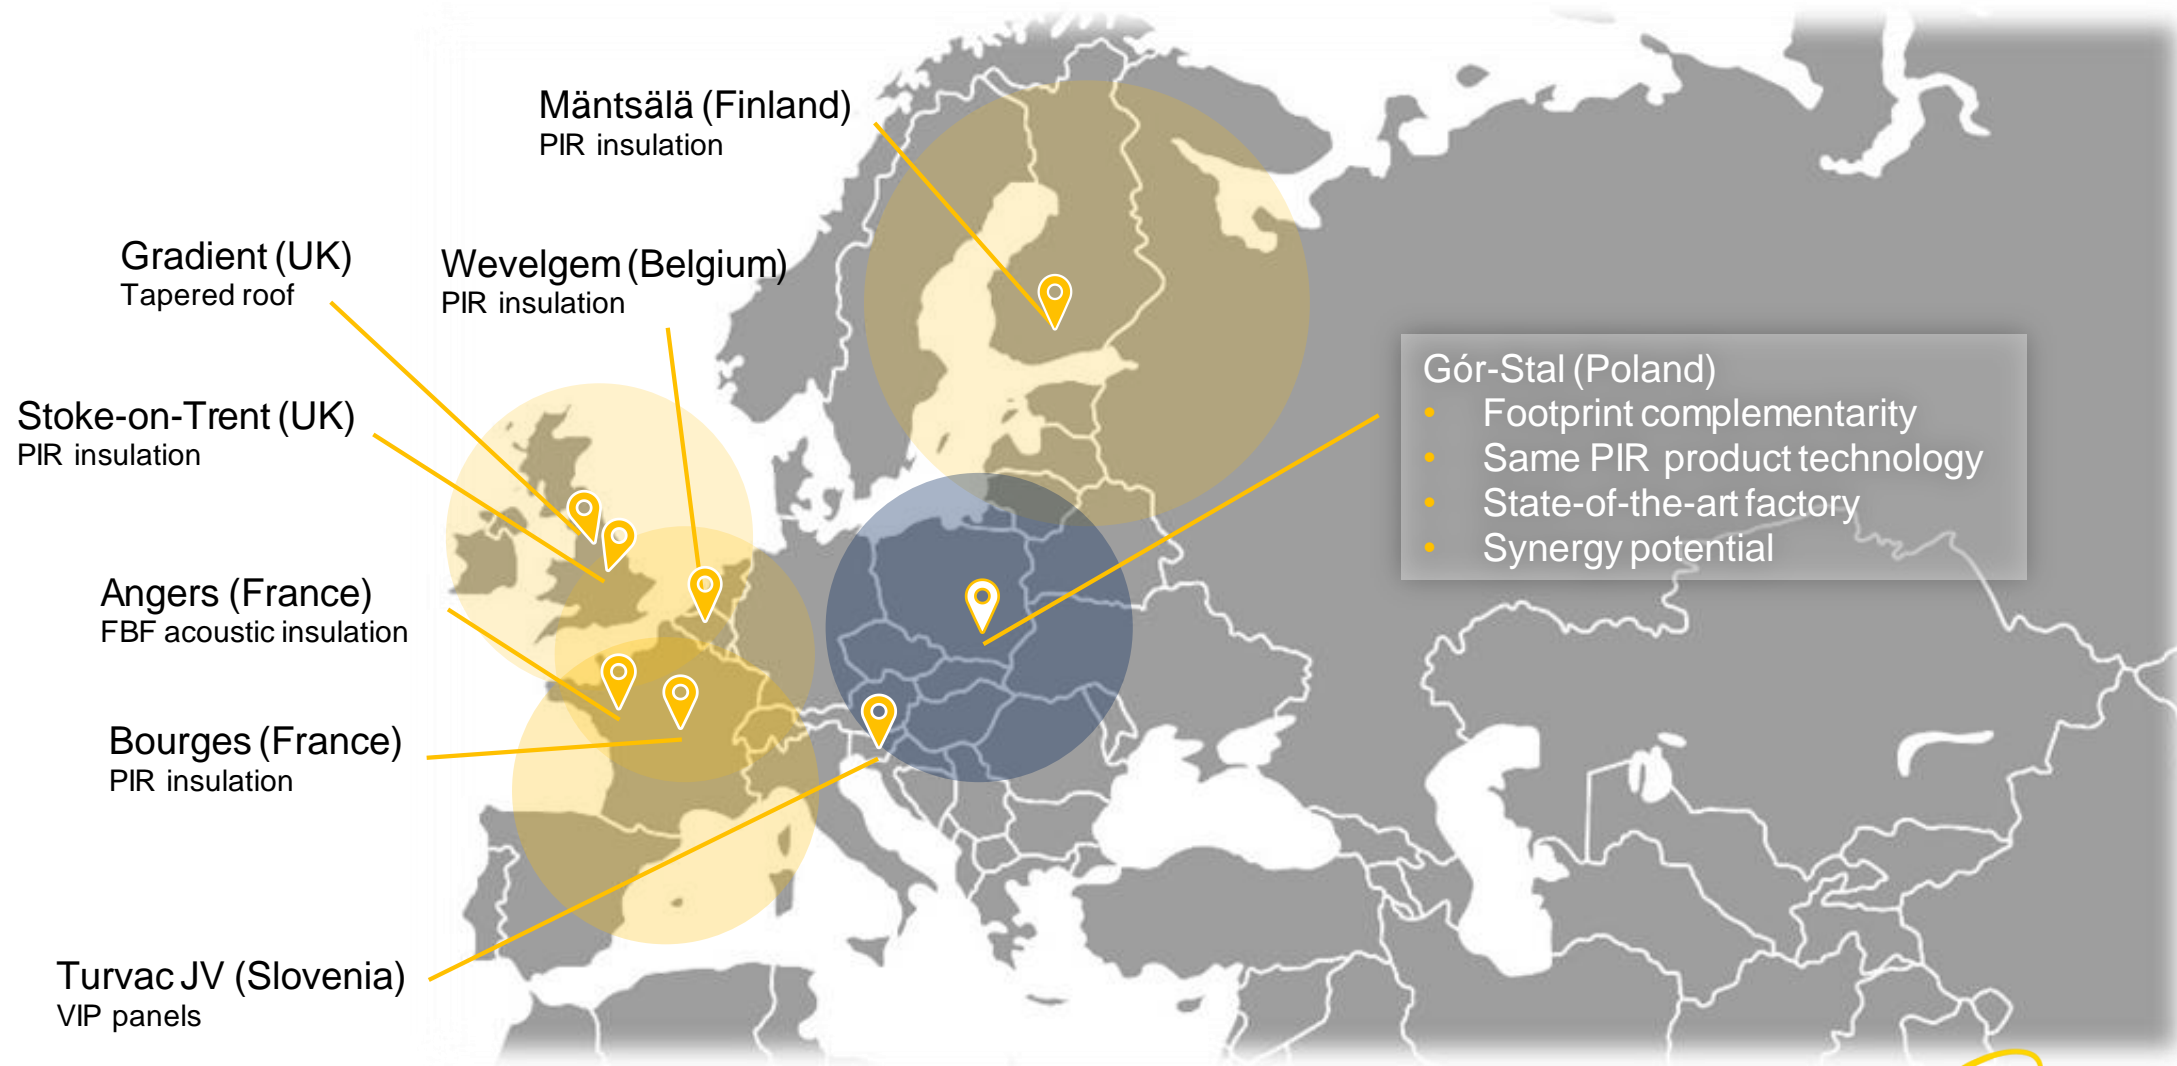 Mäntsälä (Finland)
PIR insulation
Gradient (UK)
Tapered roof
Wevelgem (Belgium)
PIR insulation
Stoke-on-Trent (UK)
PIR insulation
Angers (France)
FBF acoustic insulation
Bourges (France)
PIR insulation
Turvac JV (Slovenia)
VIP panels
Gór-Stal (Poland)
• Footprint complementarity
• Same PIR product technology
• State-of-the-art factory
• Synergy potential